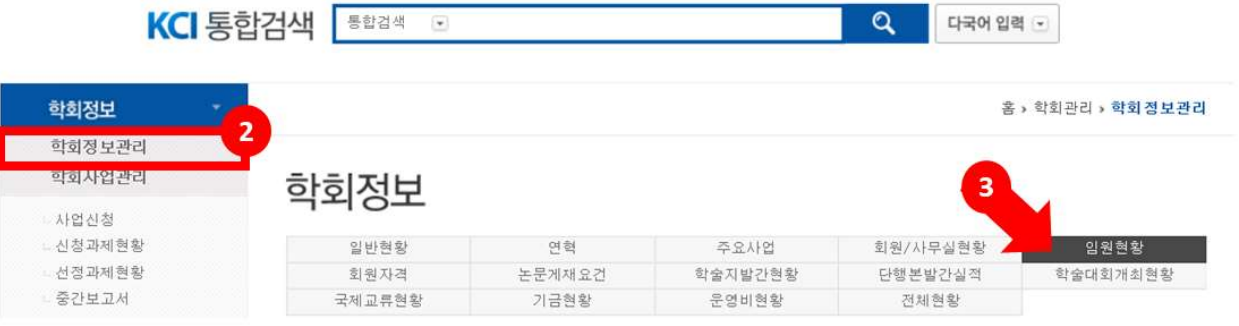 KCI 통합검색 통합검색 다국어 입력
학회정보
홈 › 학회관리 › 학회정보관리
2
학회정보관리
학회사업관리
사업신청
신청과제현황
선정과제현황
중간보고서
학회정보
3
일반현황 연혁 주요사업 회원/사무실현황 임원현황
회원자격 논문게재요건 학술지발간현황 단행본발간실적 학술대회개최현황
국제교류현황 기금현황 운영비현황 전체현황